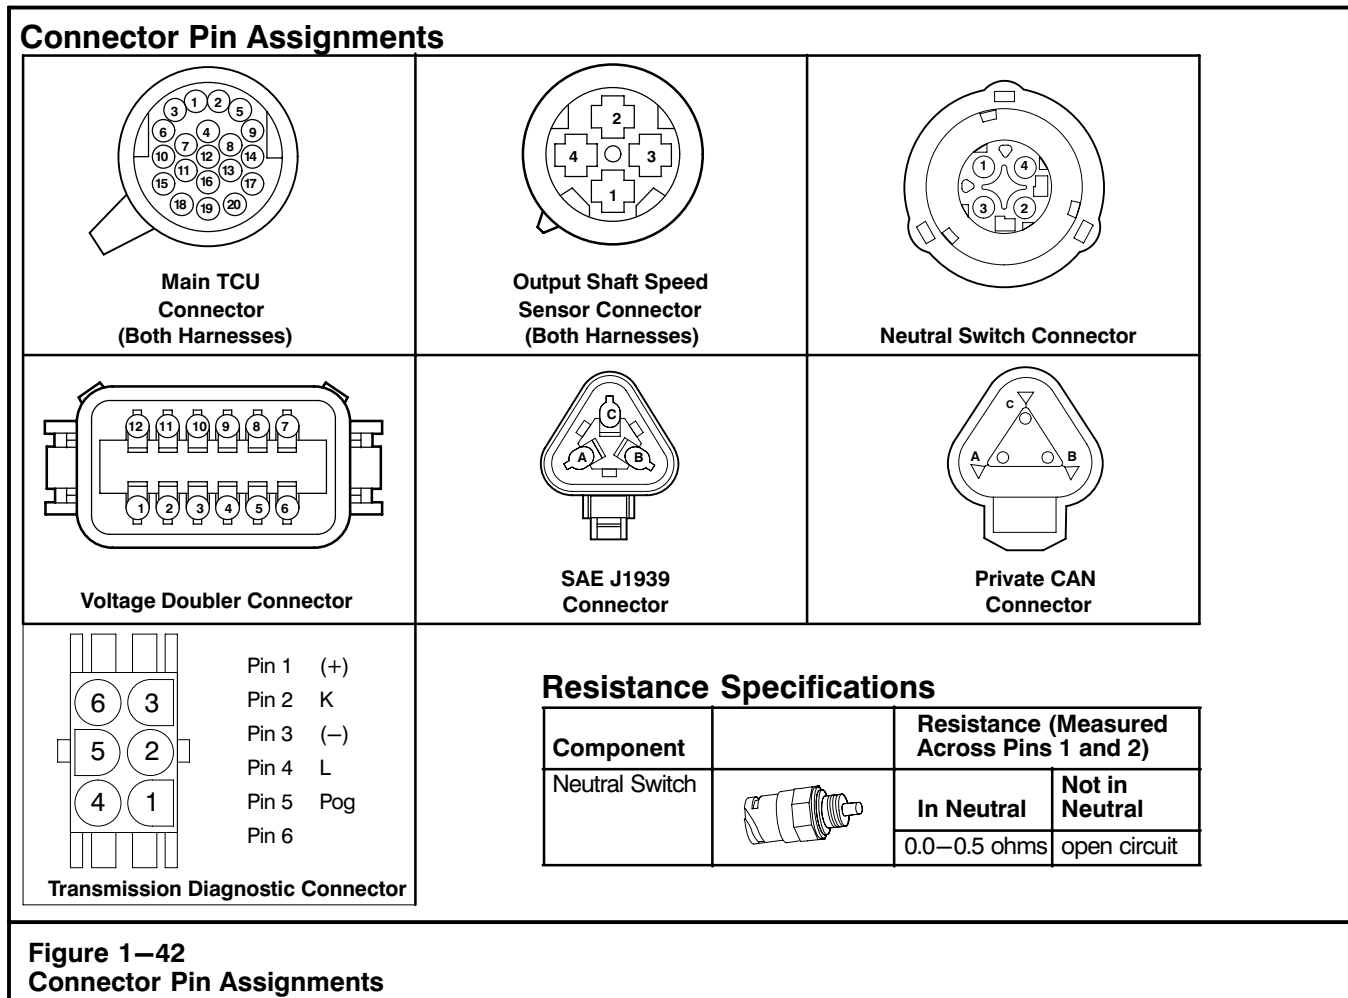 Connector Pin Assignments
1 2
3 5
6 4 9
7 8
10 12 14
11 13
15 16 17
18 19 20
Main TCU
Connector
(Both Harnesses)
2
4 3
1
Output Shaft Speed
Sensor Connector
(Both Harnesses)
1 4
3 2
Neutral Switch Connector
12 11 10 9 8 7
1 2 3 4 5 6
Voltage Doubler Connector
C
A B
SAE J1939
Connector
C
A B
Private CAN
Connector
6 3
5 2
4 1
Pin 1 (+)
Pin 2 K
Pin 3 (−)
Pin 4 L
Pin 5 Pog
Pin 6
Transmission Diagnostic Connector
Resistance Specifications
Component
Resistance (Measured
Across Pins 1 and 2)
Neutral Switch
In Neutral
Not in
Neutral
0.0−0.5 ohms
open circuit
Figure 1−42
Connector Pin Assignments